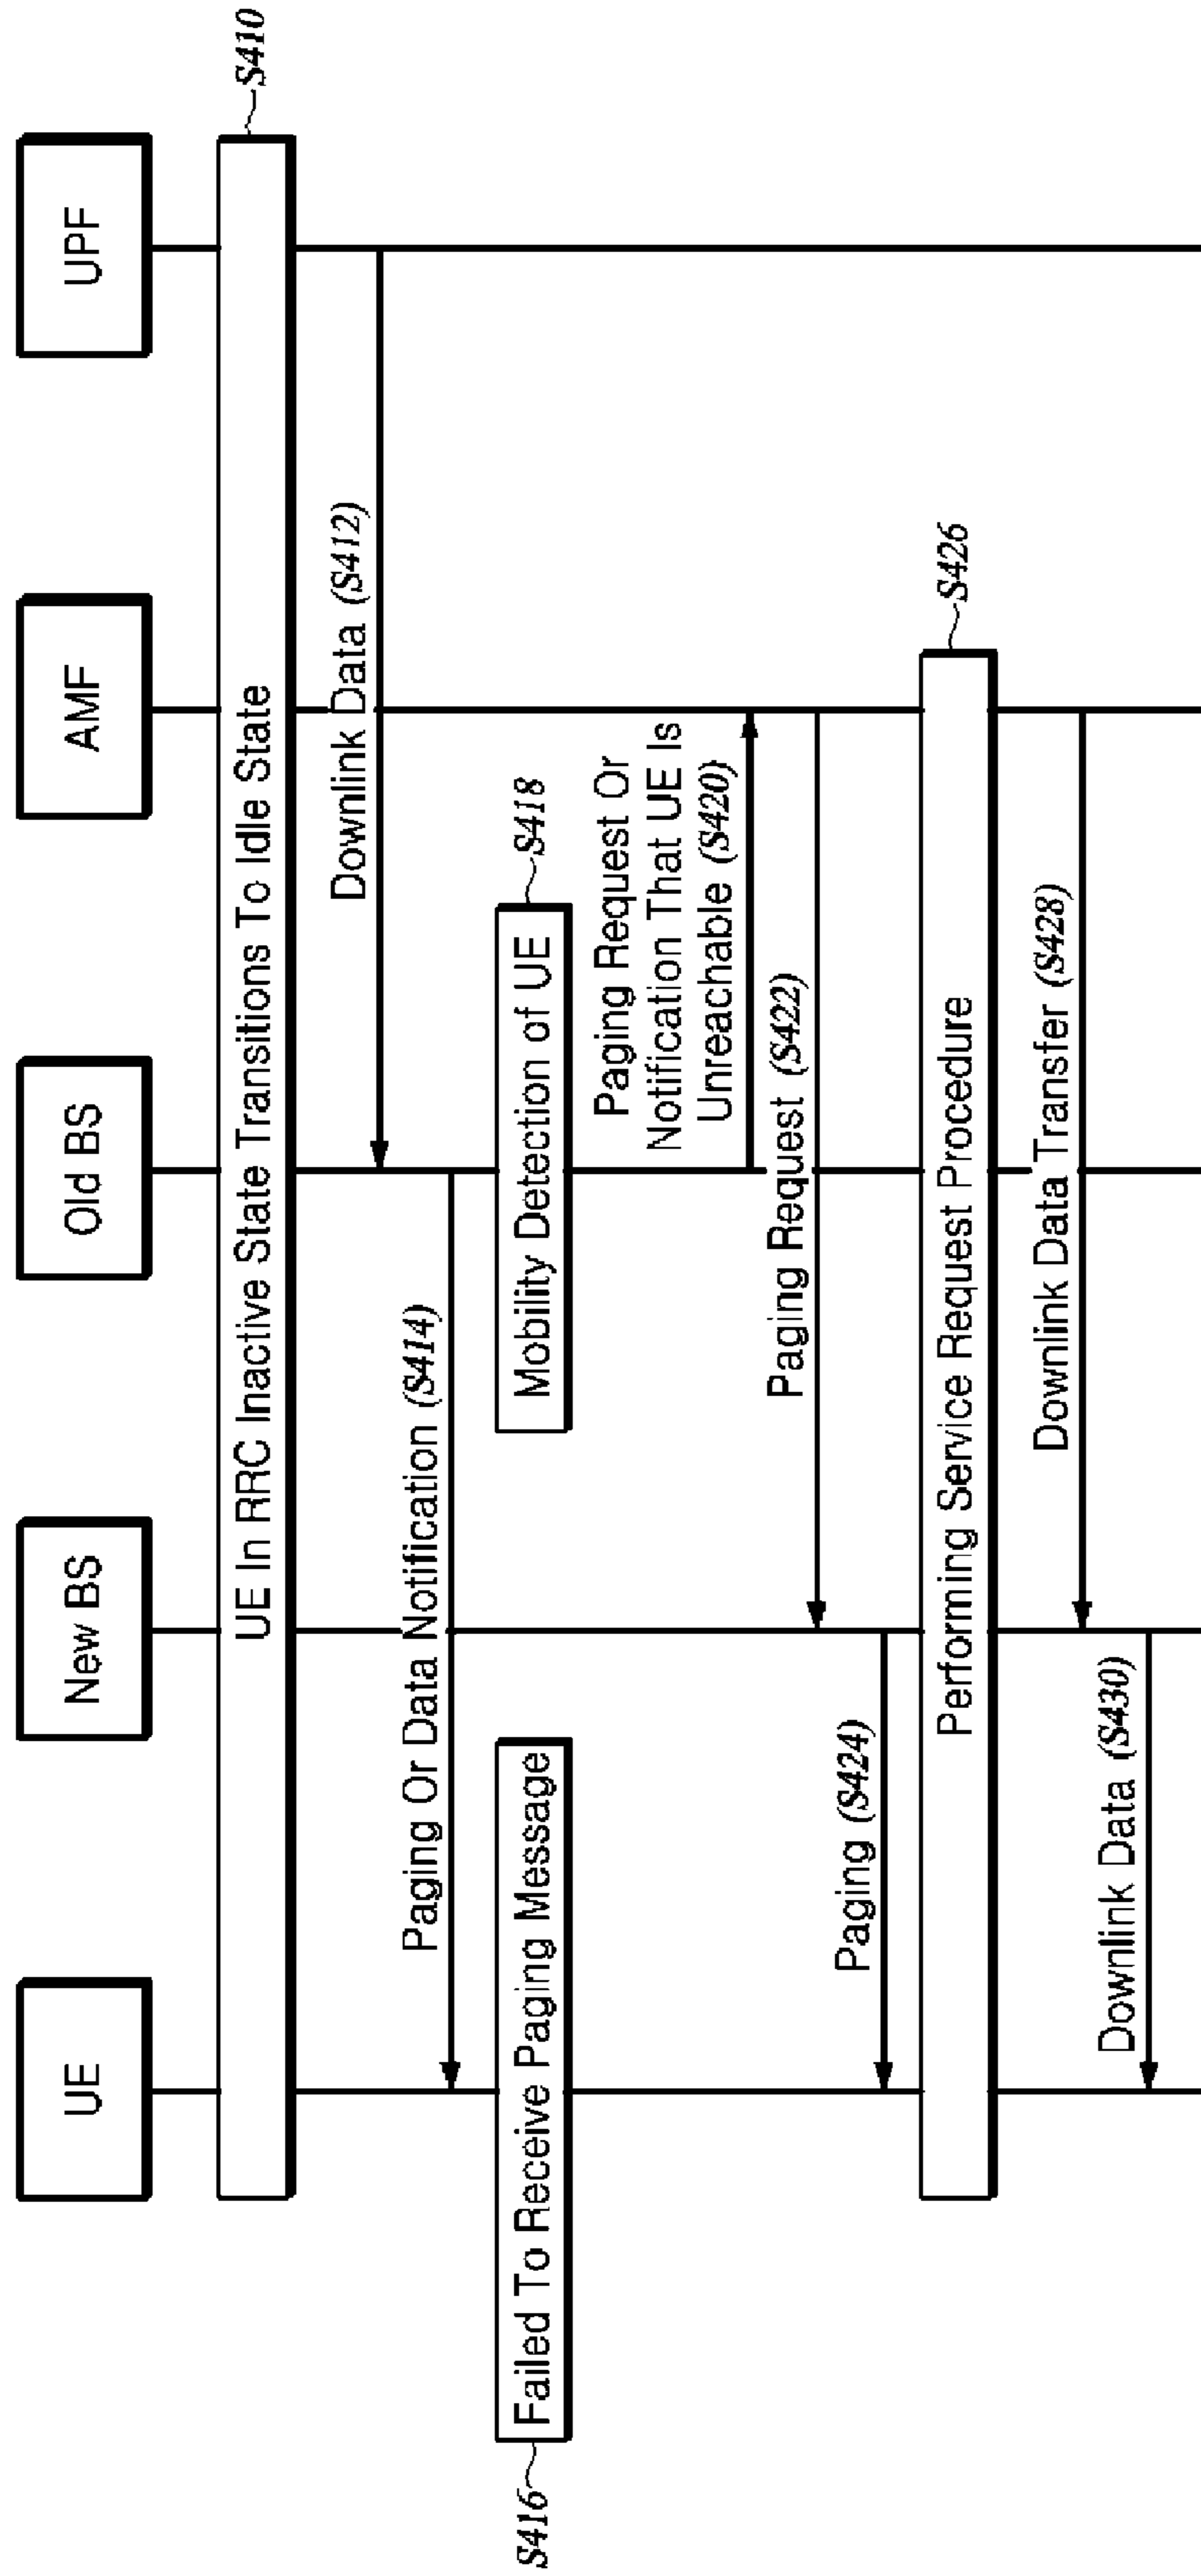 UE
New BS
Old BS
AMF
UPF
UE In RRC Inactive State Transitions To Idle State
S410
Downlink Data (S412)
Paging Or Data Notification (S414)
S416
Failed To Receive Paging Message
Mobility Detection of UE
S418
Paging Request Or
Notification That UE Is
Unreachable (S420)
Paging Request (S422)
Paging (S424)
Performing Service Request Procedure
S426
Downlink Data Transfer (S428)
Downlink Data (S430)